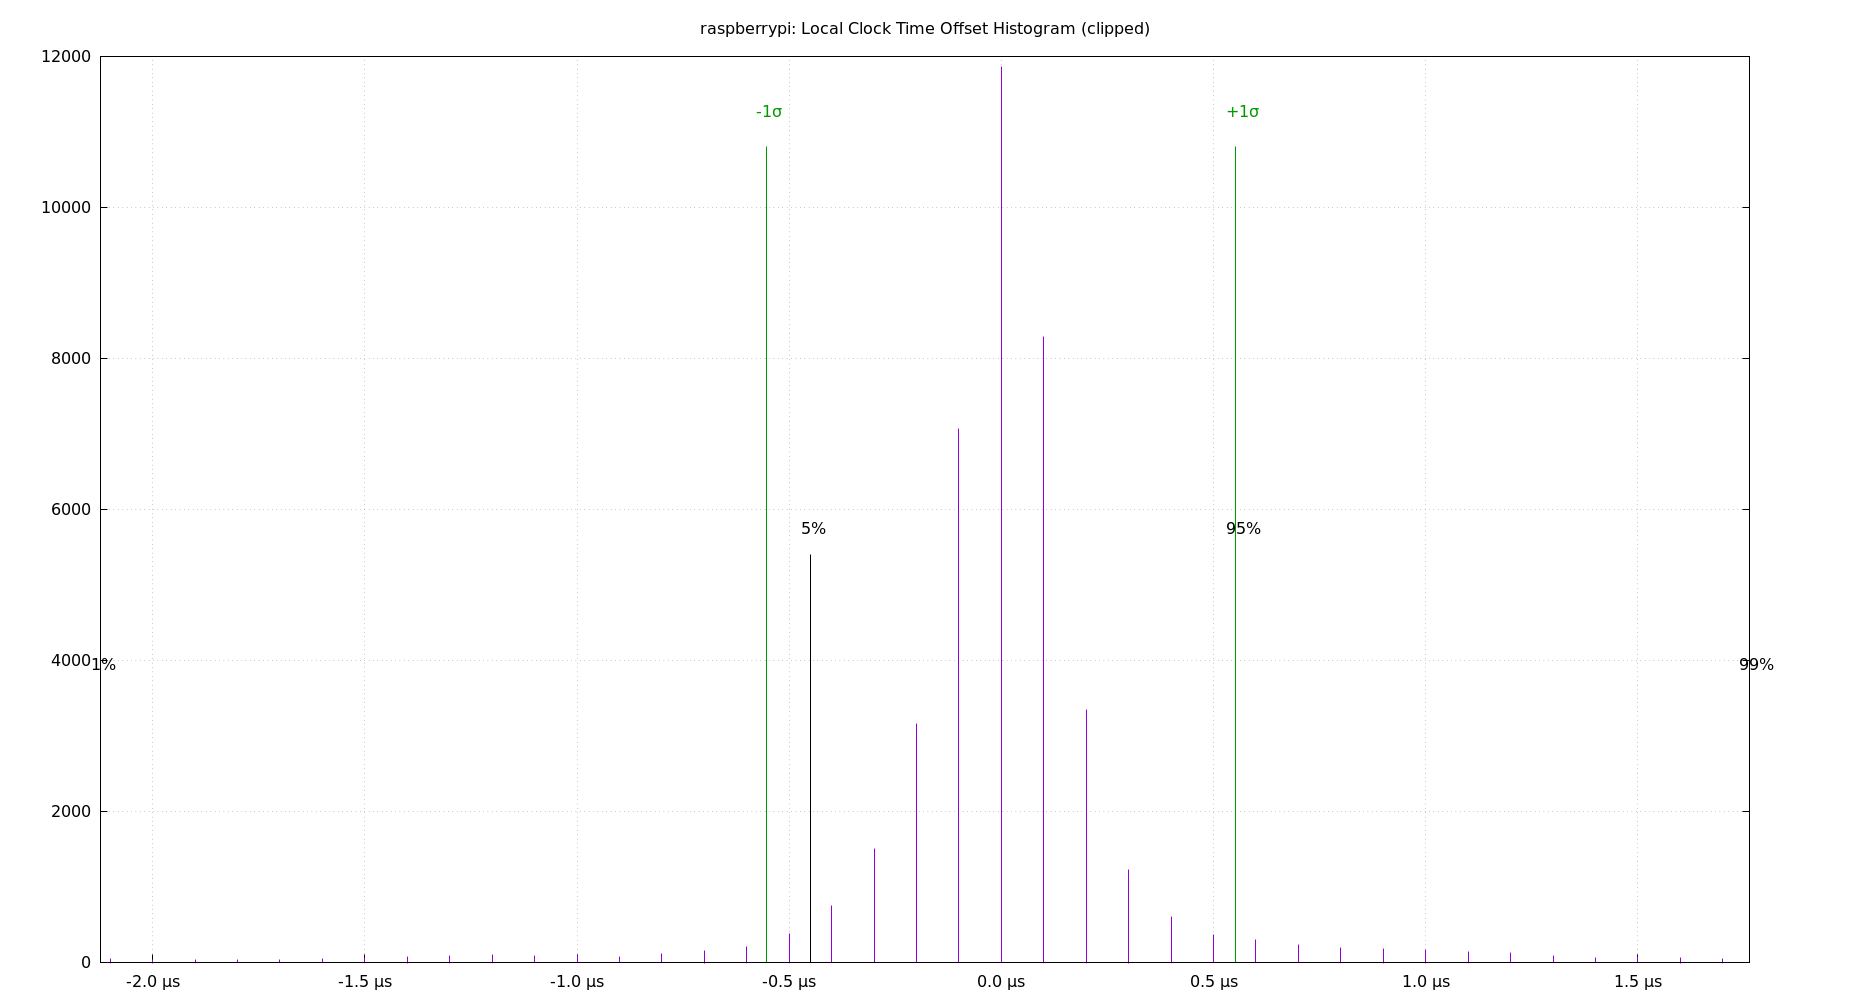 raspberrypi: Local Clock Time Offset Histogram (clipped)
12000
-1σ
+1σ
10000
8000
6000
5%
95%
4000
1%
99%
2000
0
-2.0 µs
-1.5 µs
-1.0 µs
-0.5 µs
0.0 µs
0.5 µs
1.0 µs
1.5 µs